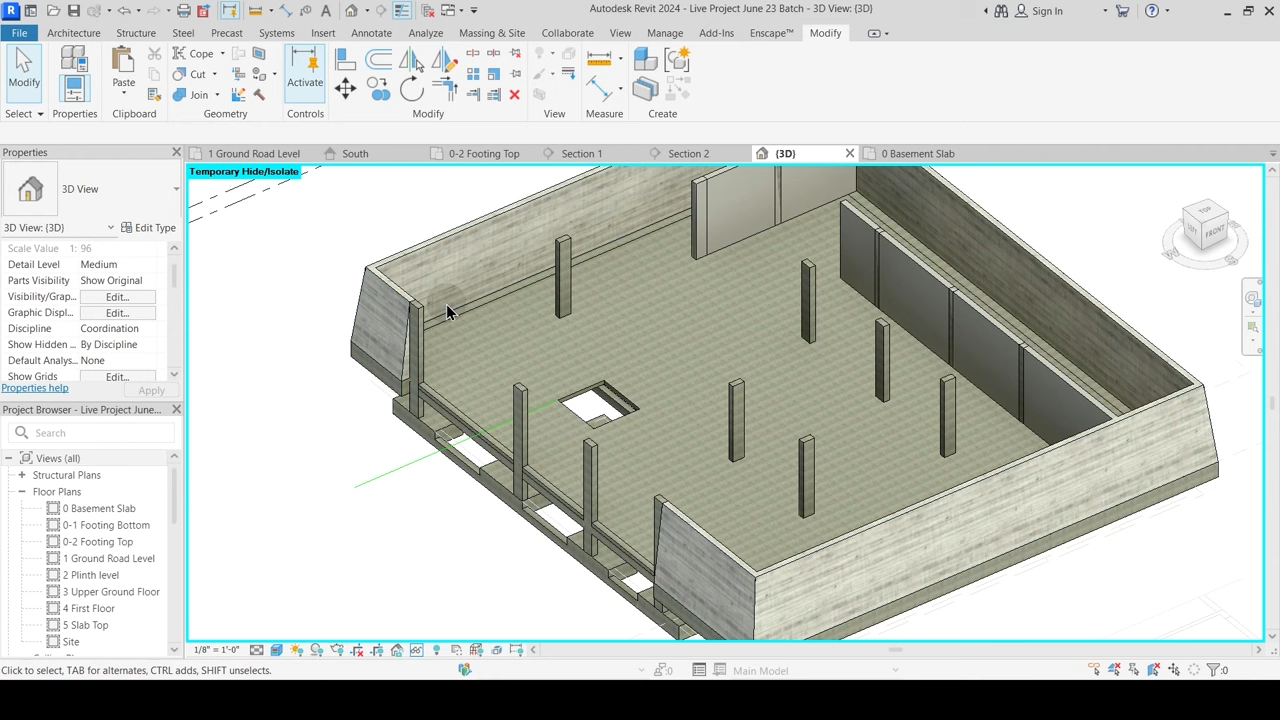 Autodesk Revit 2024 - Live Project June 23 Batch - 3D View: {3D}
Sign In
File Architecture Structure Steel Precast Systems Insert Annotate Analyze Massing & Site Collaborate View Manage Add-Ins Enscape™ Modify
Cope
Cut
Join
Modify
Properties
Paste
Activate
Select Properties Clipboard Geometry Controls Modify View Measure Create
Properties
1 Ground Road Level South 0-2 Footing Top Section 1 Section 2 {3D} 0 Basement Slab
Temporary Hide/Isolate
3D View
3D View: {3D} Edit Type
Scale Value 1: 96
Detail Level Medium
Parts Visibility Show Original
Visibility/Grap... Edit...
Graphic Displ... Edit...
Discipline Coordination
Show Hidden ... By Discipline
Default Analys... None
Show Grids Edit...
Properties help Apply
Project Browser - Live Project June...
Search
Views (all)
Structural Plans
Floor Plans
0 Basement Slab
0-1 Footing Bottom
0-2 Footing Top
1 Ground Road Level
2 Plinth level
3 Upper Ground Floor
4 First Floor
5 Slab Top
Site
TOP
FRONT
1/8" = 1'-0"
Click to select, TAB for alternates, CTRL adds, SHIFT unselects.
:0
Main Model
:0